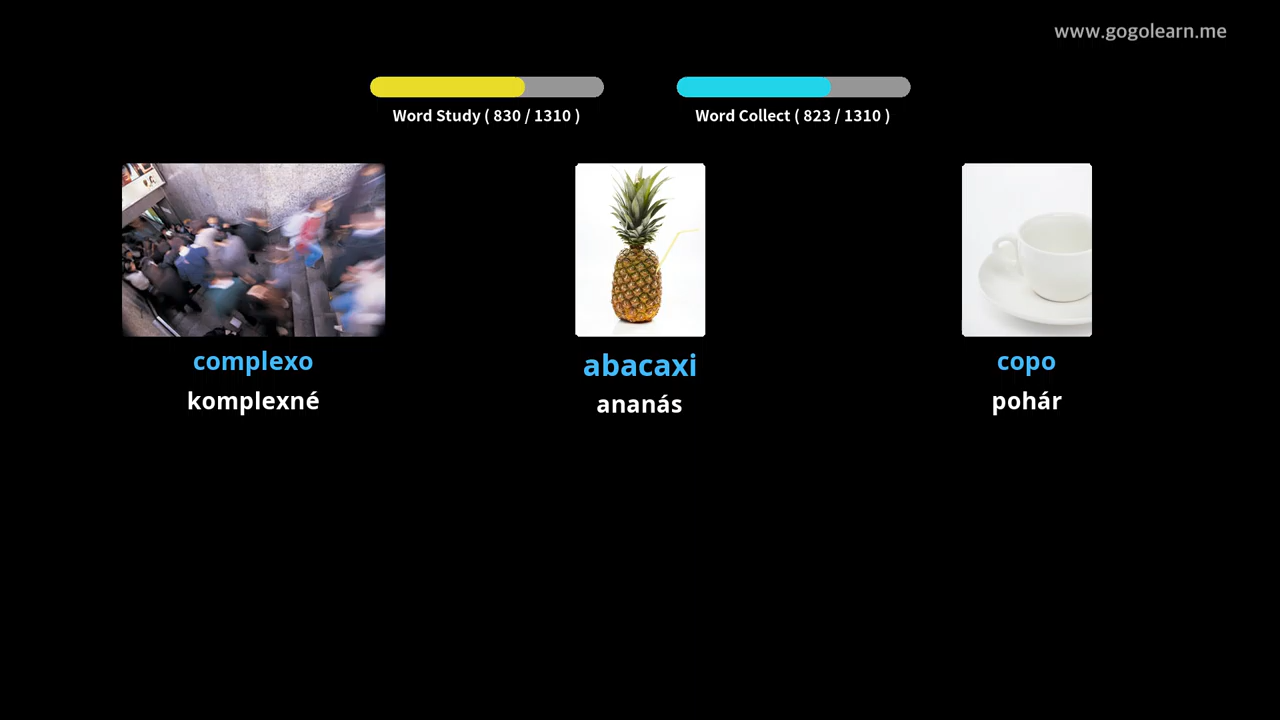 www.gogolearn.me
Word Study ( 830 / 1310 )
Word Collect ( 823 / 1310 )
complexo
komplexné
abacaxi
ananás
copo
pohár